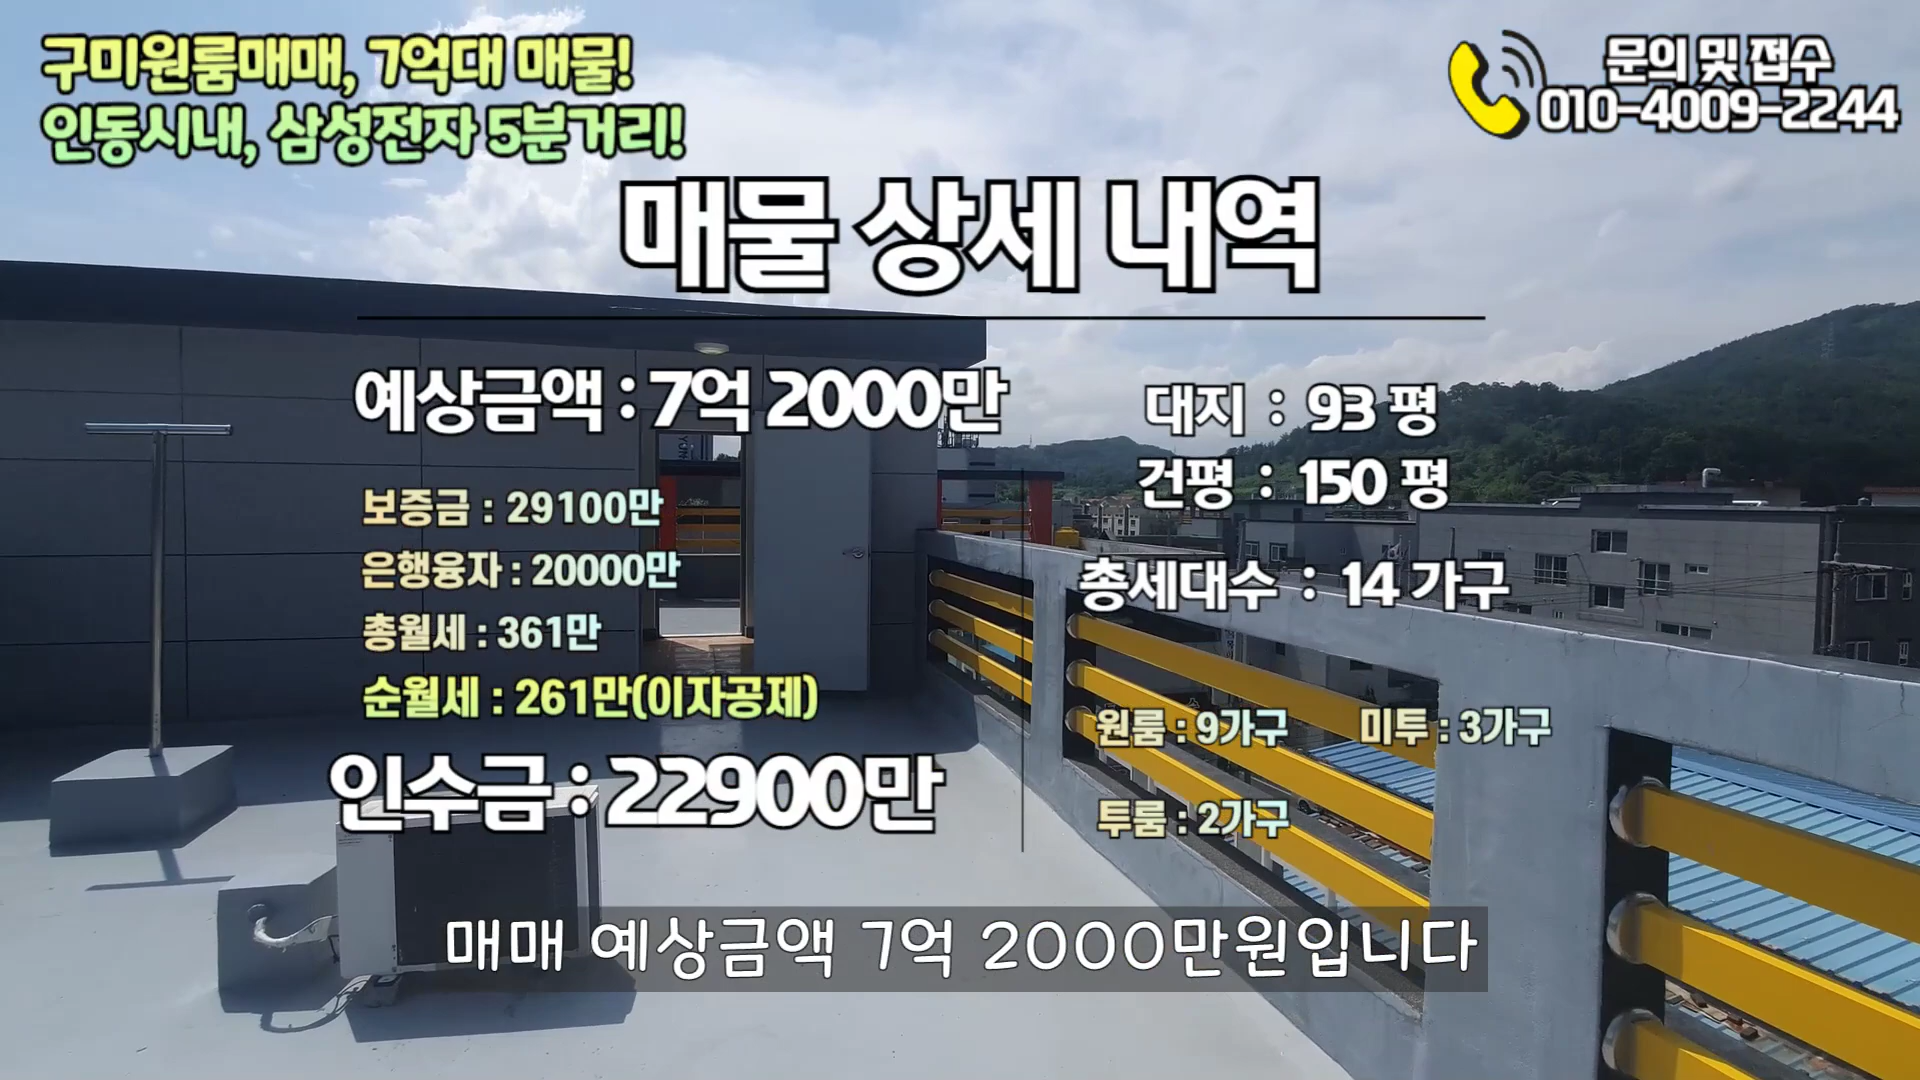 구미원룸매매, 7억대 매물!
인동시내, 삼성전자 5분거리!
문의 및 접수
010-4009-2244
매물 상세 내역
예상금액 : 7억 2000만
보증금 : 29100만
은행융자 : 20000만
총월세 : 361만
순월세 : 261만(이자공제)
인수금 : 22900만
대지 : 93 평
건평 : 150 평
총세대수 : 14 가구
원룸 : 9가구 미투 : 3가구
투룸 : 2가구
매매 예상금액 7억 2000만원입니다